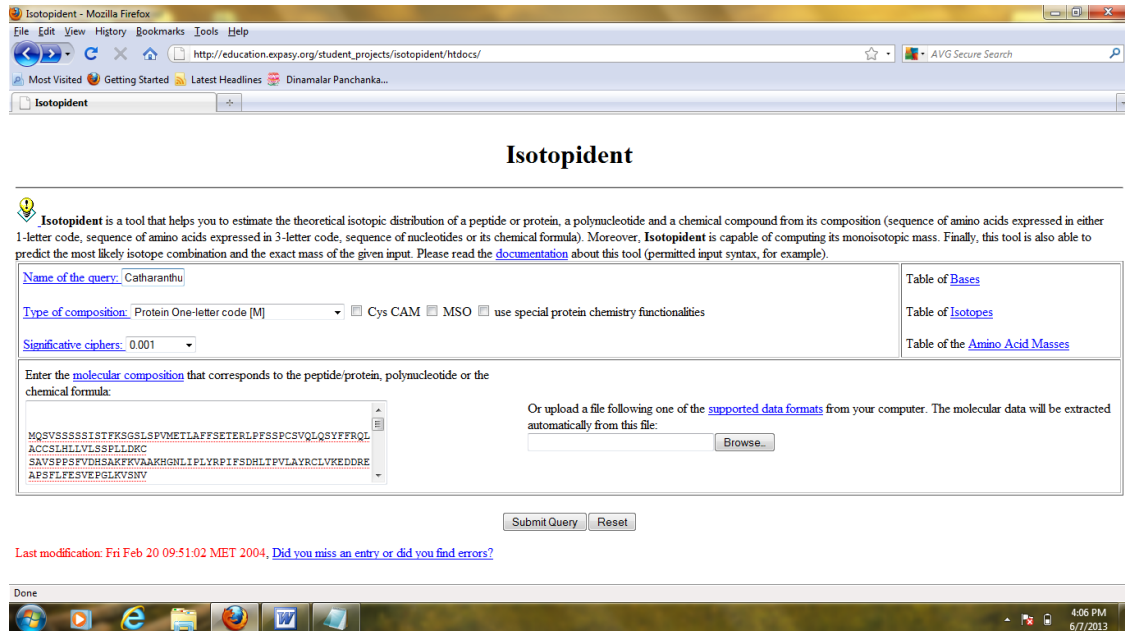 Isotopident - Mozilla Firefox
File Edit View History Bookmarks Tools Help
http://education.expasy.org/student_projects/isotopident/htdocs/
AVG Secure Search
Most Visited Getting Started Latest Headlines Dinamalar Panchanka...
Isotopident
Isotopident
Isotopident is a tool that helps you to estimate the theoretical isotopic distribution of a peptide or protein, a polynucleotide and a chemical compound from its composition (sequence of amino acids expressed in either
1-letter code, sequence of amino acids expressed in 3-letter code, sequence of nucleotides or its chemical formula). Moreover, Isotopident is capable of computing its monoisotopic mass. Finally, this tool is also able to
predict the most likely isotope combination and the exact mass of the given input. Please read the documentation about this tool (permitted input syntax, for example).
Name of the query: Catharanthu
Table of Bases
Type of composition: Protein One-letter code [M] Cys CAM MSO use special protein chemistry functionalities
Table of Isotopes
Significative ciphers: 0.001
Table of the Amino Acid Masses
Enter the molecular composition that corresponds to the peptide/protein, polynucleotide or the
chemical formula:
MQSVSSSSSISTFKSGSLSPVMETLAFFSETERLPFSSPCSVQLQSYFFRQL
ACCSLHLLVLSSPLLDKC
SAVSPPSFVDHSAKFKVAAKHGNLIPLYRPIFSDHLTPVLAYRCLVKEDDRE
APSFLFESVEPGLKVSNV
Or upload a file following one of the supported data formats from your computer. The molecular data will be extracted
automatically from this file:
Browse..
Submit Query Reset
Last modification: Fri Feb 20 09:51:02 MET 2004, Did you miss an entry or did you find errors?
Done
4:06 PM
6/7/2013